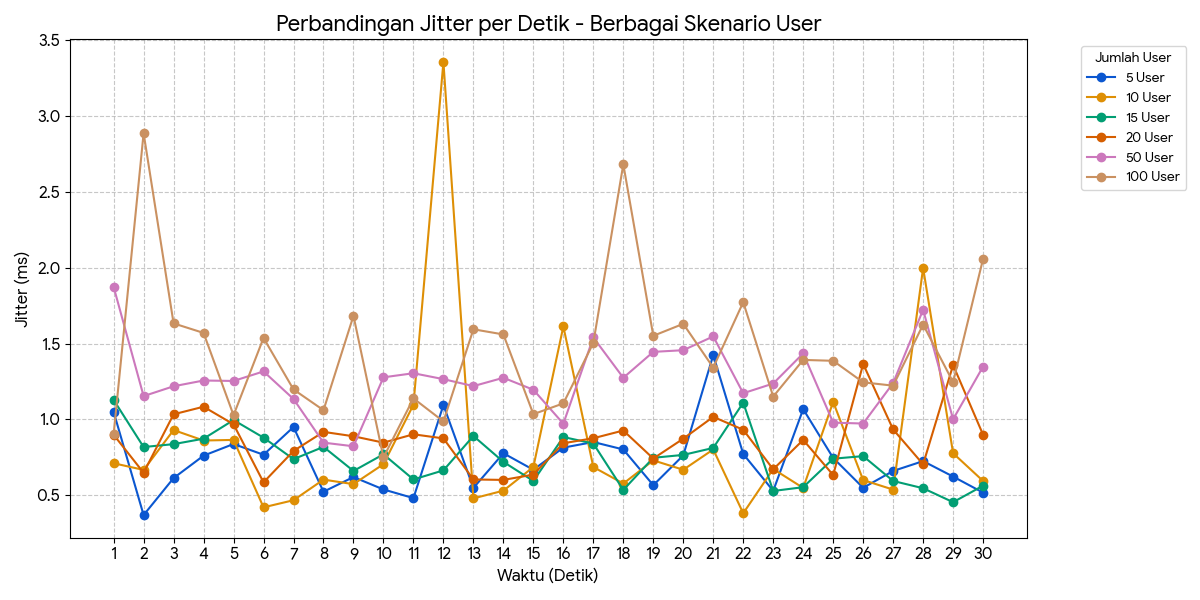 Perbandingan Jitter per Detik - Berbagai Skenario User
Jitter (ms)
3.5
3.0
2.5
2.0
1.5
1.0
0.5
1 2 3 4 5 6 7 8 9 10 11 12 13 14 15 16 17 18 19 20 21 22 23 24 25 26 27 28 29 30
Waktu (Detik)
Jumlah User
5 User
10 User
15 User
20 User
50 User
100 User